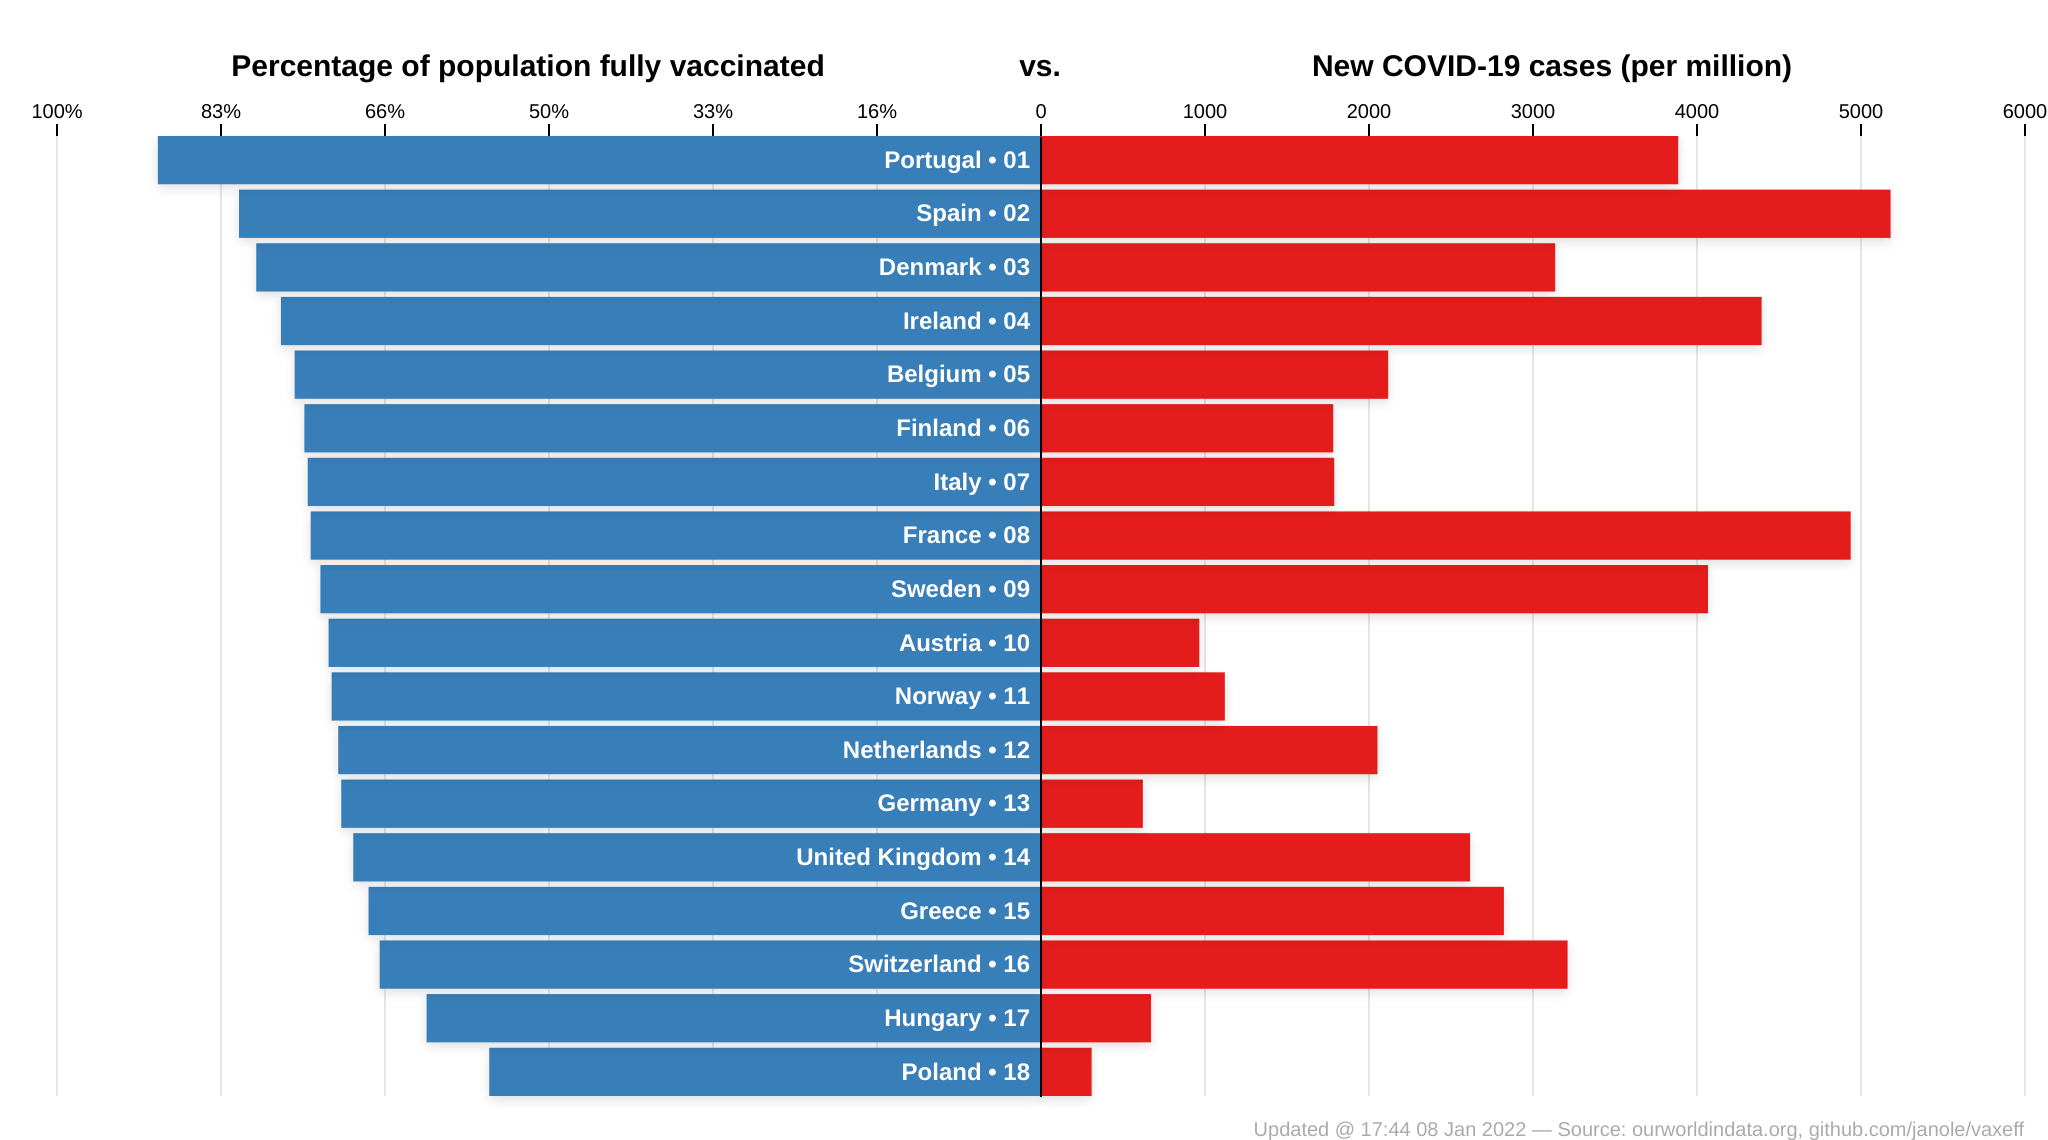 Percentage of population fully vaccinated vs. New COVID-19 cases (per million)
100% 83% 66% 50% 33% 16% 0 1000 2000 3000 4000 5000 6000
Portugal • 01
Spain • 02
Denmark • 03
Ireland • 04
Belgium • 05
Finland • 06
Italy • 07
France • 08
Sweden • 09
Austria • 10
Norway • 11
Netherlands • 12
Germany • 13
United Kingdom • 14
Greece • 15
Switzerland • 16
Hungary • 17
Poland • 18
Updated @ 17:44 08 Jan 2022 — Source: ourworldindata.org, github.com/janole/vaxeff